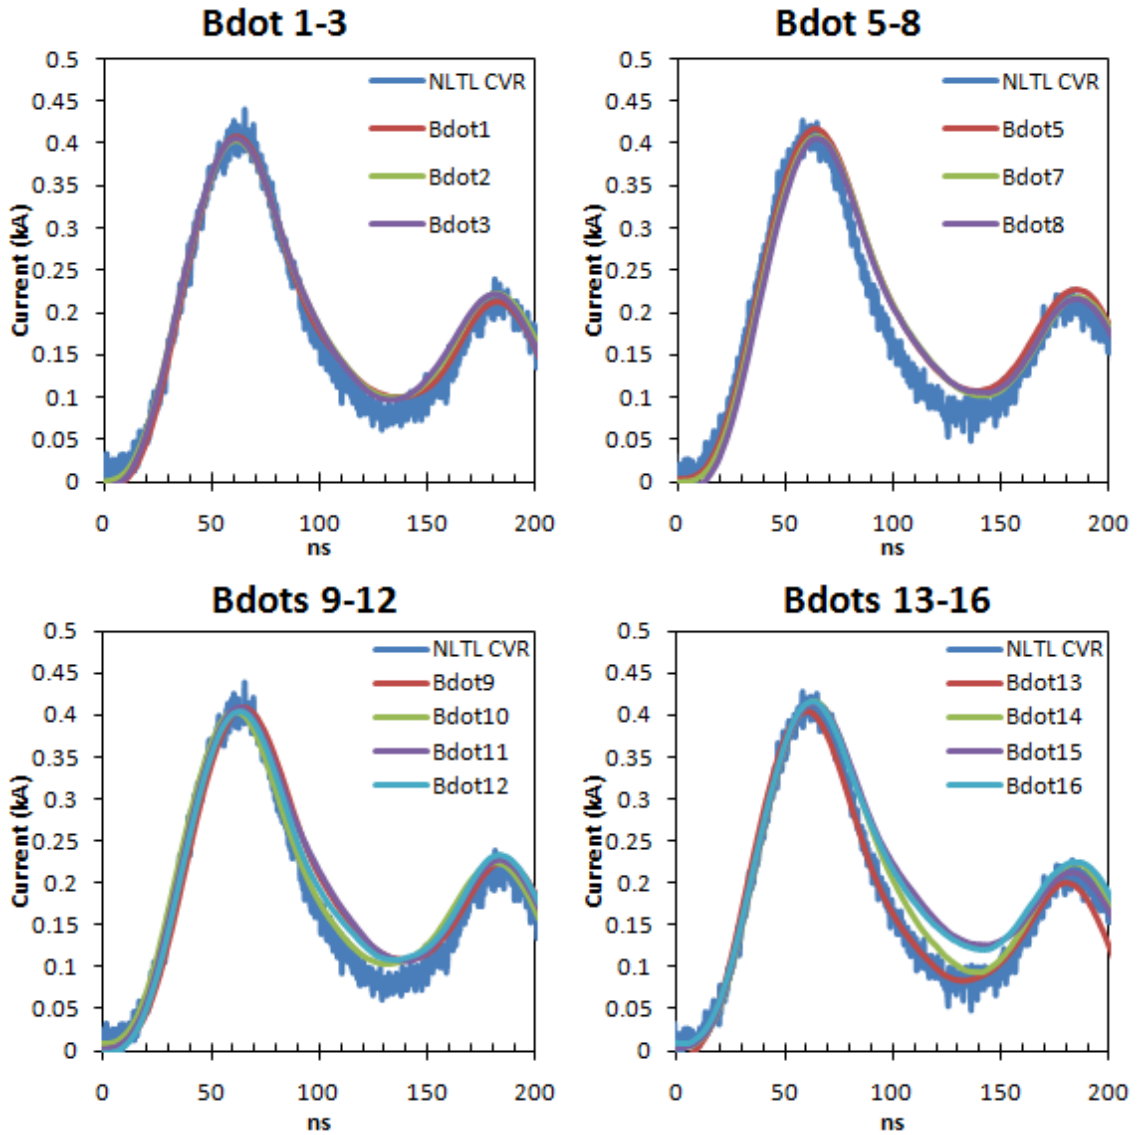 Bdot 1-3
0.5
0.45
0.4
0.35
0.3
0.25
0.2
0.15
0.1
0.05
0
Current (kA)
NLTL CVR
Bdot1
Bdot2
Bdot3
0 50 100 150 200
ns
Bdot 5-8
0.5
0.45
0.4
0.35
0.3
0.25
0.2
0.15
0.1
0.05
0
Current (kA)
NLTL CVR
Bdot5
Bdot7
Bdot8
0 50 100 150 200
ns
Bdots 9-12
0.5
0.45
0.4
0.35
0.3
0.25
0.2
0.15
0.1
0.05
0
Current (kA)
NLTL CVR
Bdot9
Bdot10
Bdot11
Bdot12
0 50 100 150 200
ns
Bdots 13-16
0.5
0.45
0.4
0.35
0.3
0.25
0.2
0.15
0.1
0.05
0
Current (kA)
NLTL CVR
Bdot13
Bdot14
Bdot15
Bdot16
0 50 100 150 200
ns